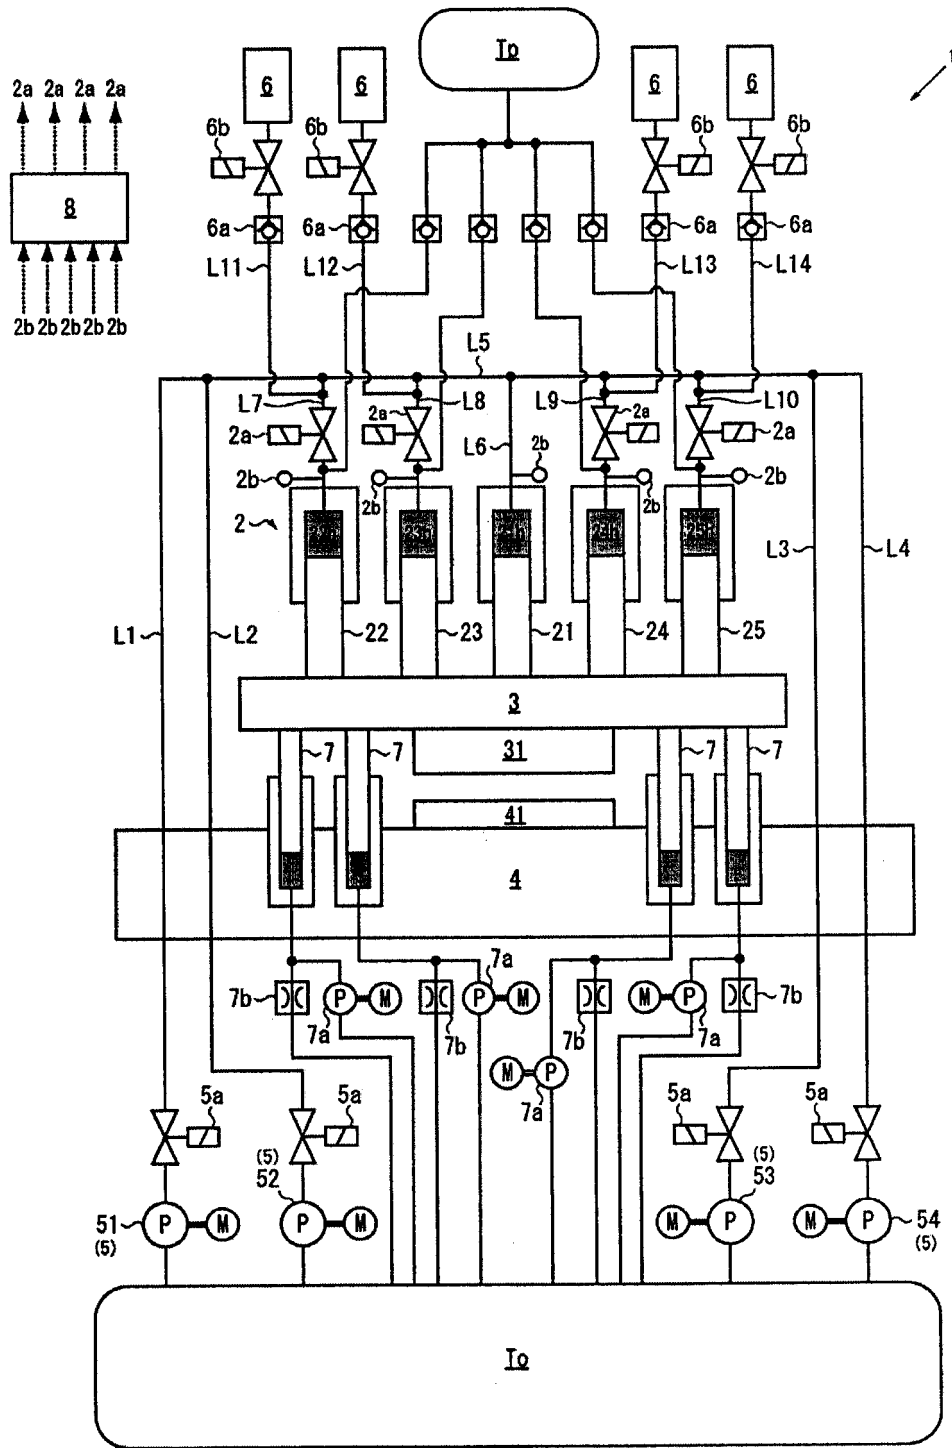 Tp
1
6 6 6 6
2a 2a 2a 2a
6b 6b 6b 6b
8
6a 6a 6a 6a
L11 L12 L13 L14
2b 2b 2b 2b 2b
L5
L7 L8 L9 L10
2a 2a 2a 2a
L6 2b
2b 2b 2b 2b
2
23h 24h 25h
L3 L4
L1 L2 22 23 21 24 25
3
7 7 31 7 7
41
4
7a
7b 7b
P M P M M P
7a 7b 7b 7a
M P
7a
5a 5a 5a 5a
(5) (5)
52 53
51 P M P M M P M P 54
(5) (5)
To